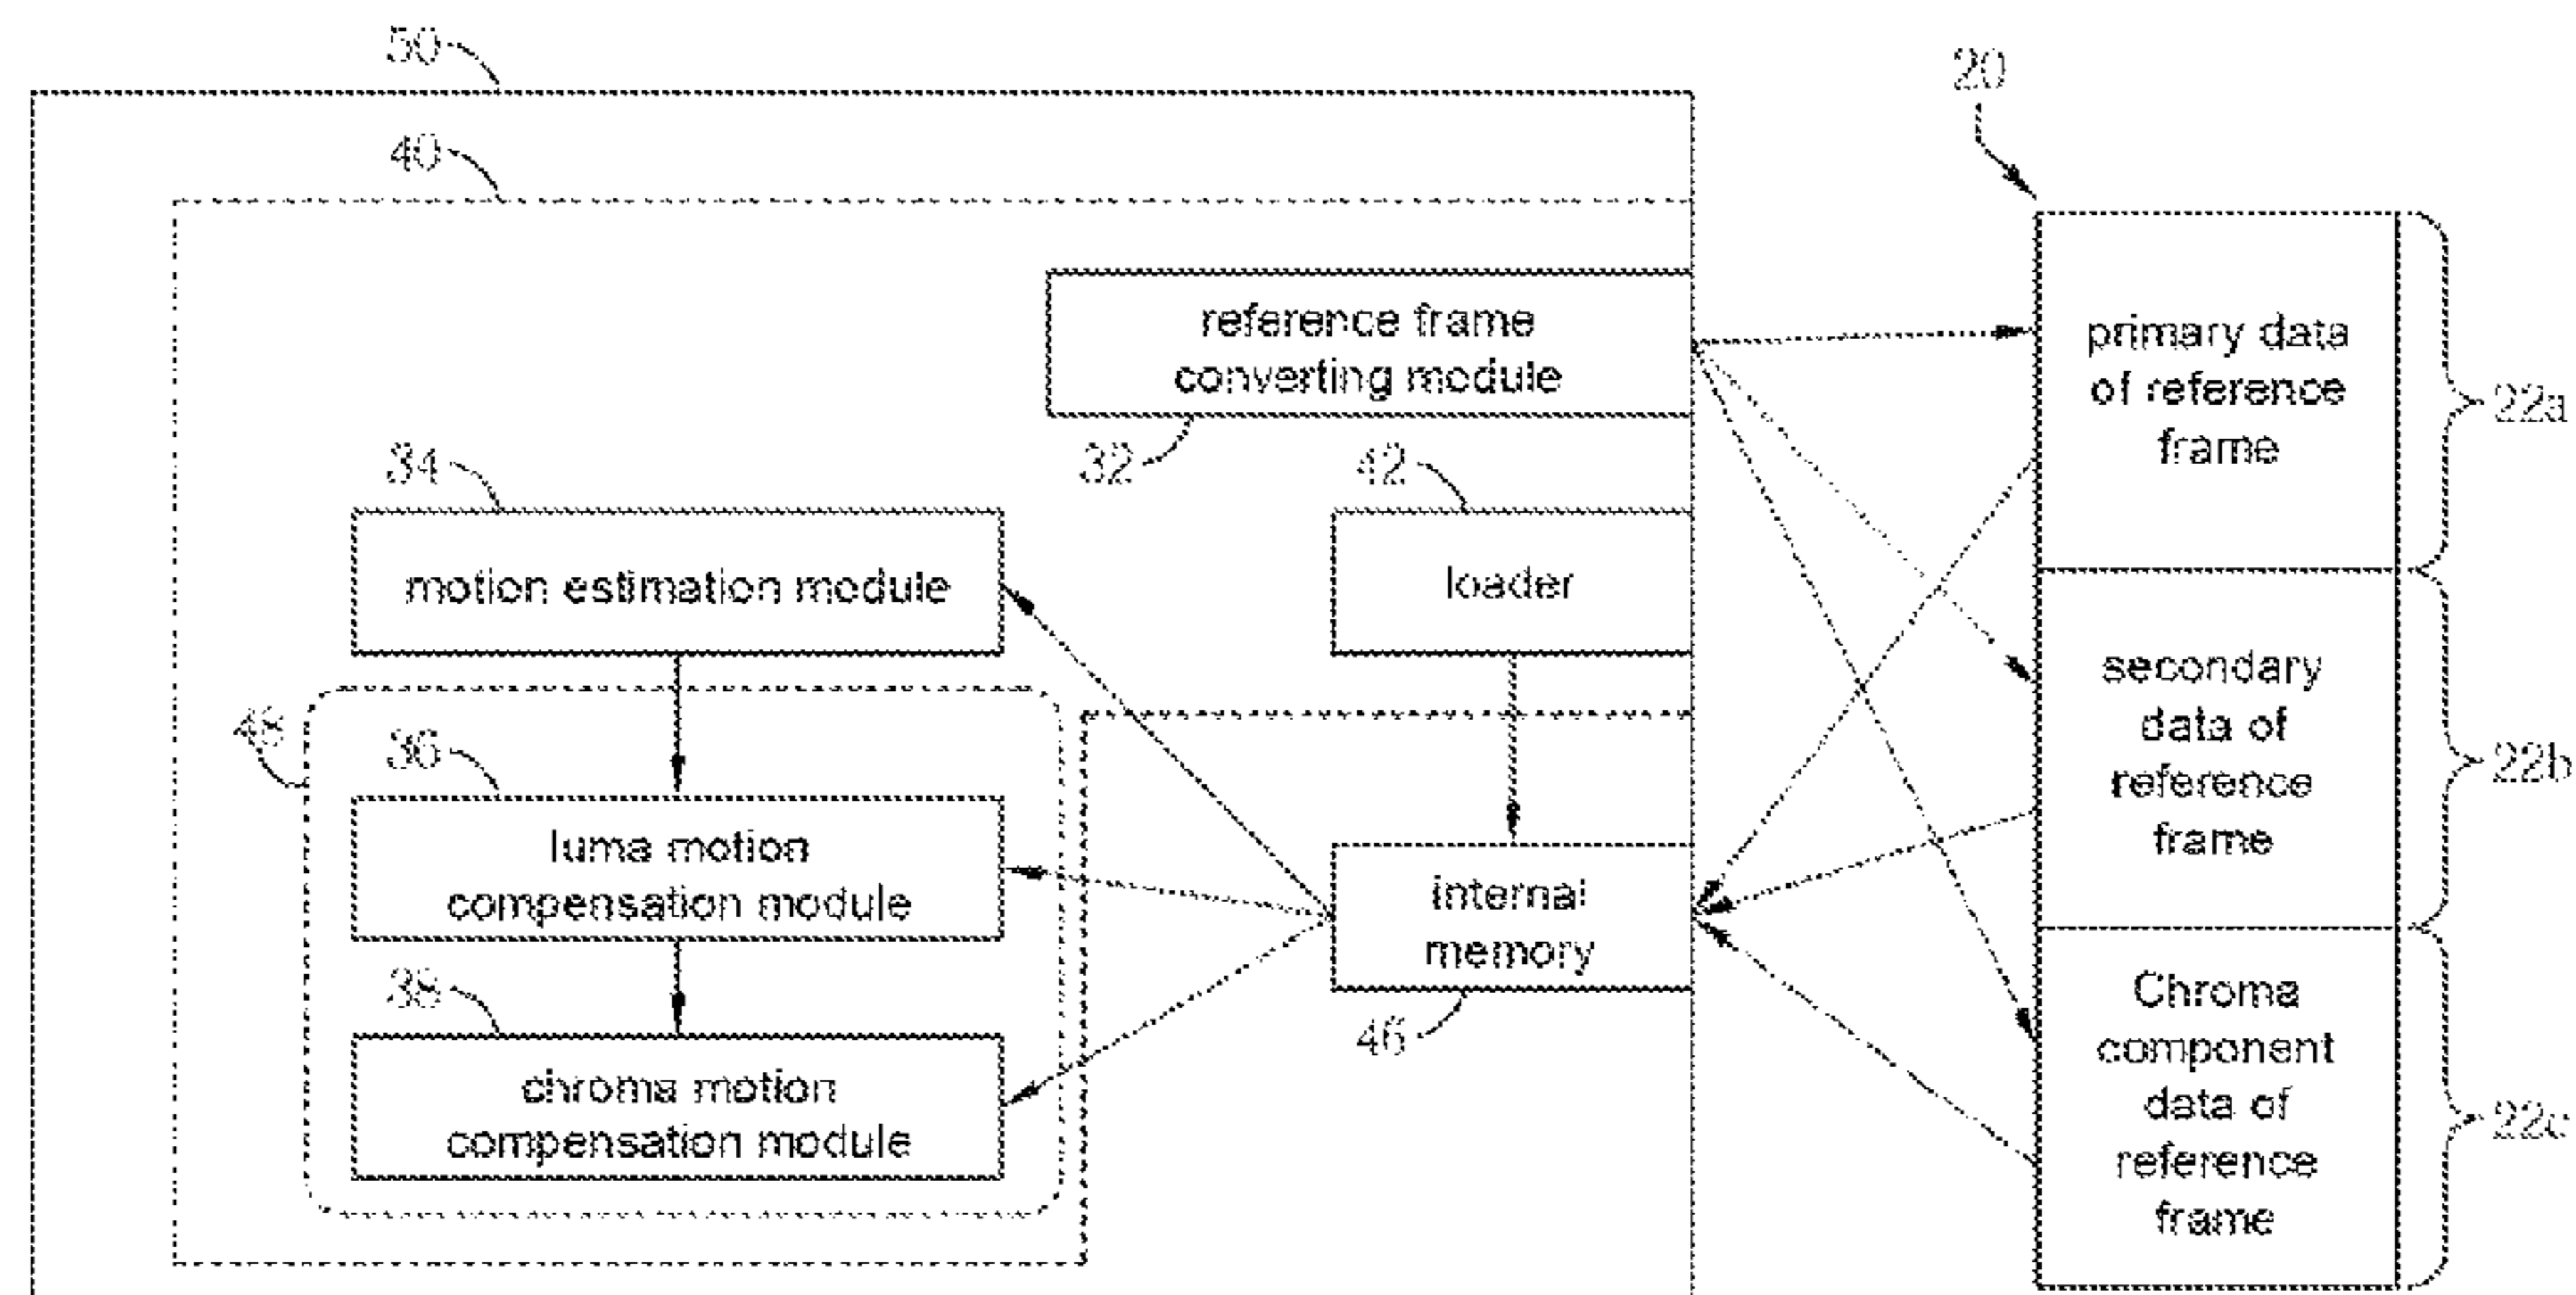 50
20
40
reference frame
converting module
32
primary data
of reference
frame
22a
34
42
motion estimation module
loader
secondary
data of
reference
frame
22b
48
36
luma motion
compensation module
internal
memory
46
38
chroma motion
compensation module
Chroma
component
data of
reference
frame
22c